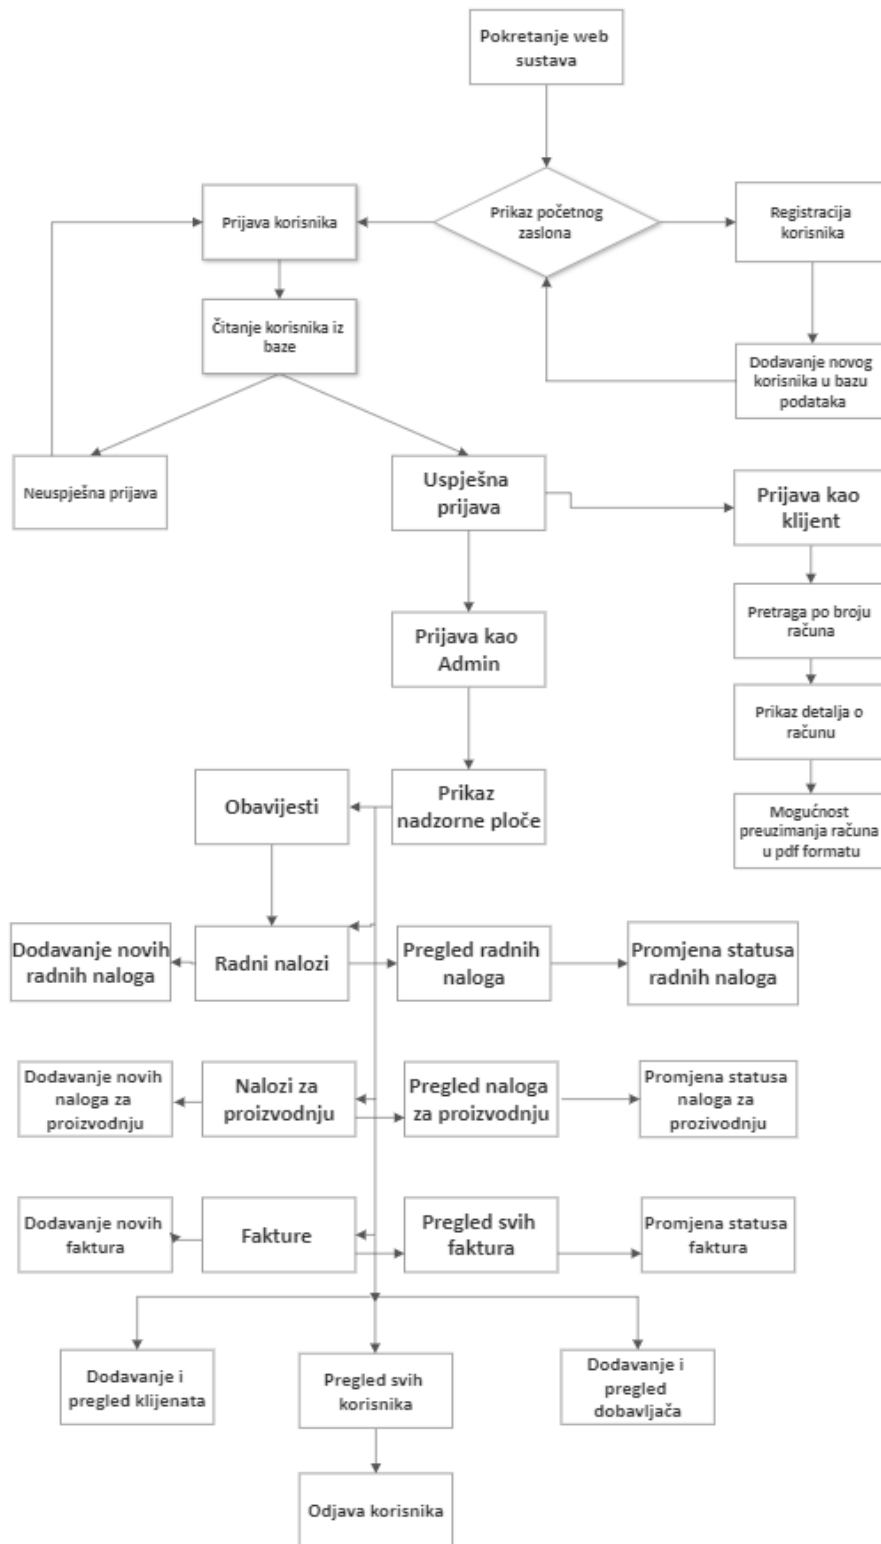 Pokretanje web
sustava
Prijava korisnika
Prikaz početnog
zaslona
Registracija
korisnika
Čitanje korisnika iz
baze
Dodavanje novog
korisnika u bazu
podataka
Neuspješna prijava
Uspješna
prijava
Prijava kao
klijent
Prijava kao
Admin
Pretraga po broju
računa
Prikaz detalja o
računu
Obavijesti
Prikaz
nadzorne ploče
Mogućnost
preuzimanja računa
u pdf formatu
Dodavanje novih
radnih naloga
Radni nalozi
Pregled radnih
naloga
Promjena statusa
radnih naloga
Dodavanje novih
naloga za
proizvodnju
Nalozi za
proizvodnju
Pregled naloga
za proizvodnju
Promjena statusa
naloga za
prozivodnju
Dodavanje novih
faktura
Fakture
Pregled svih
faktura
Promjena statusa
faktura
Dodavanje i
pregled klijenata
Pregled svih
korisnika
Dodavanje i
pregled
dobavljača
Odjava korisnika